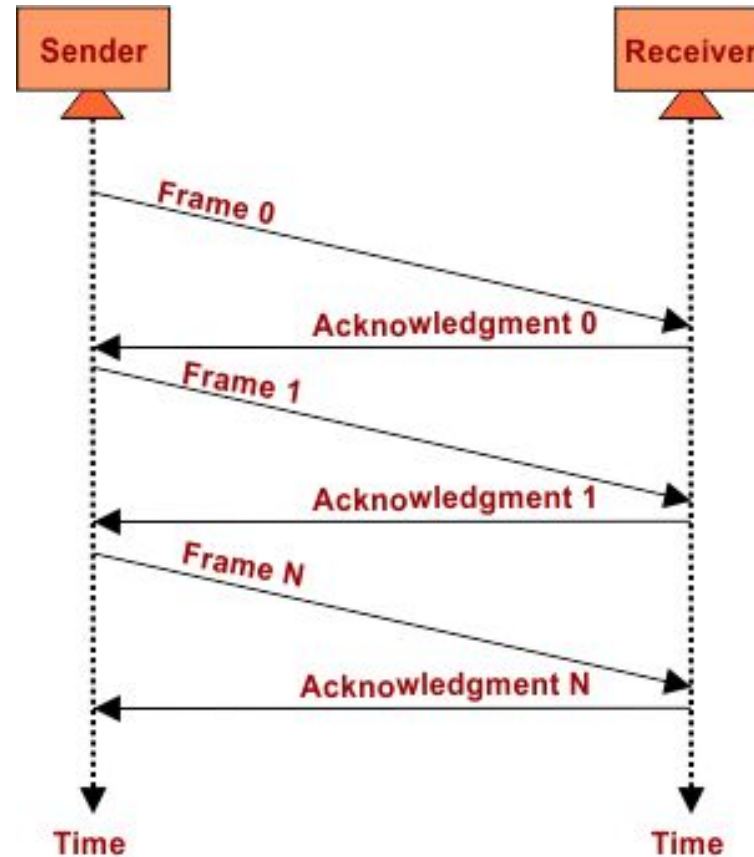 Sender
Receiver
Frame 0
Acknowledgment 0
Frame 1
Acknowledgment 1
Frame N
Acknowledgment N
Time
Time